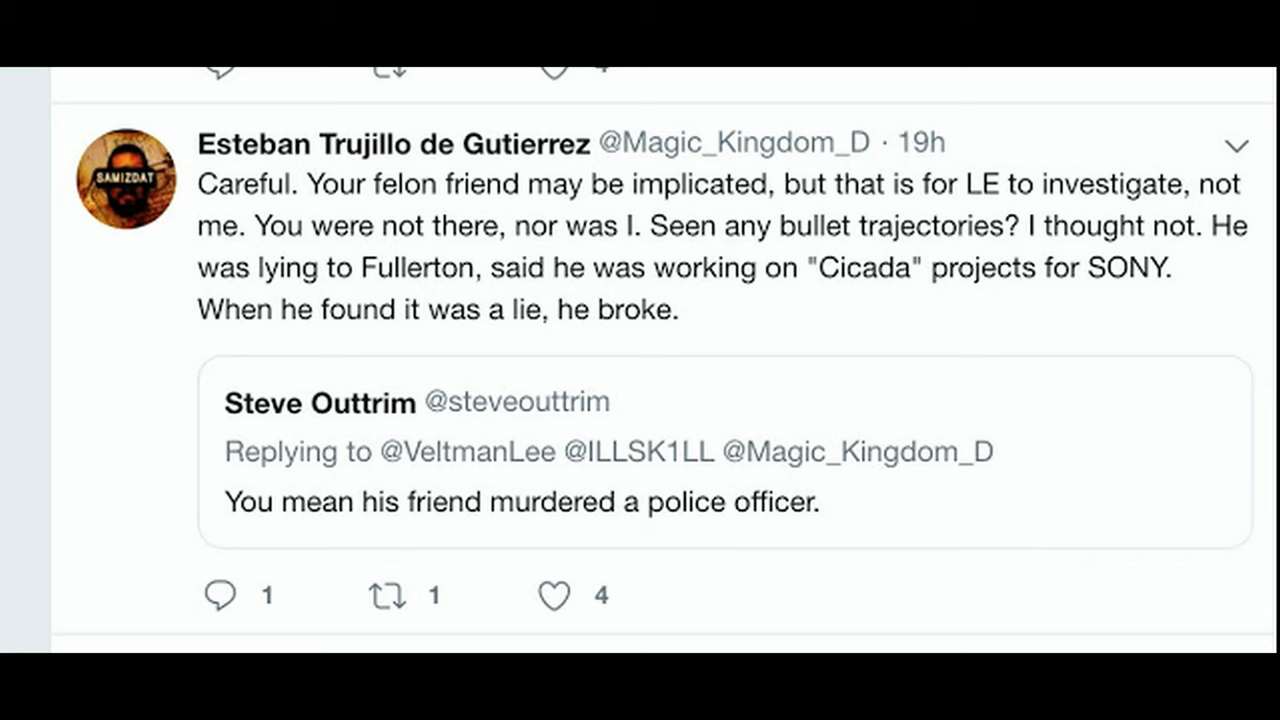 4
Esteban Trujillo de Gutierrez @Magic_Kingdom_D · 19h
SAMIZDAT
Careful. Your felon friend may be implicated, but that is for LE to investigate, not
me. You were not there, nor was I. Seen any bullet trajectories? I thought not. He
was lying to Fullerton, said he was working on "Cicada" projects for SONY.
When he found it was a lie, he broke.
Steve Outtrim @steveouttrim
Replying to @VeltmanLee @ILLSK1LL @Magic_Kingdom_D
You mean his friend murdered a police officer.
1 1 4